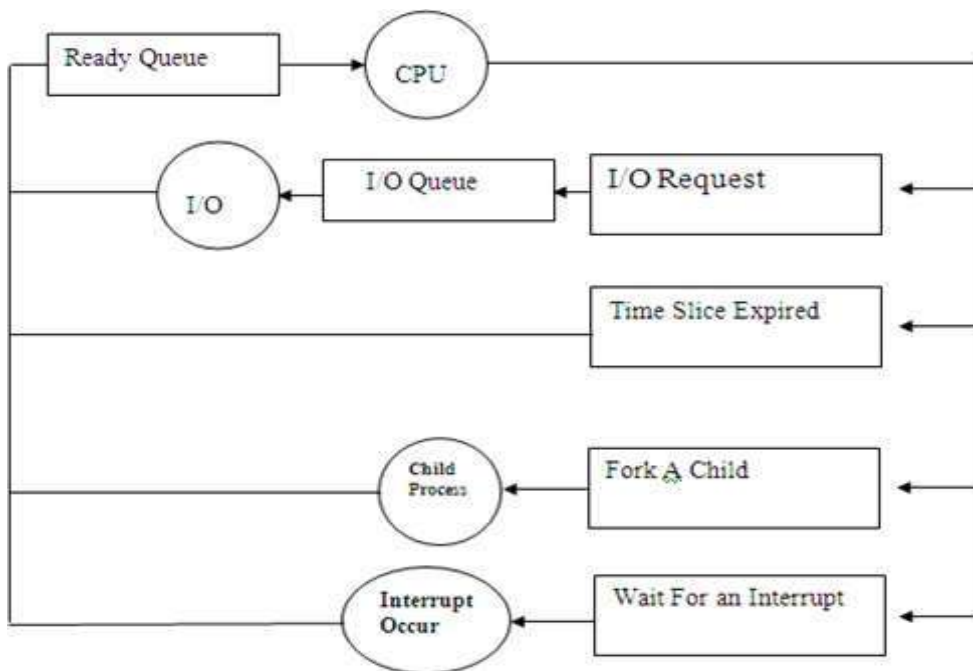 Ready Queue
CPU
I/O
I/O Queue
I/O Request
Time Slice Expired
Child
Process
Fork A Child
Interrupt
Occur
Wait For an Interrupt